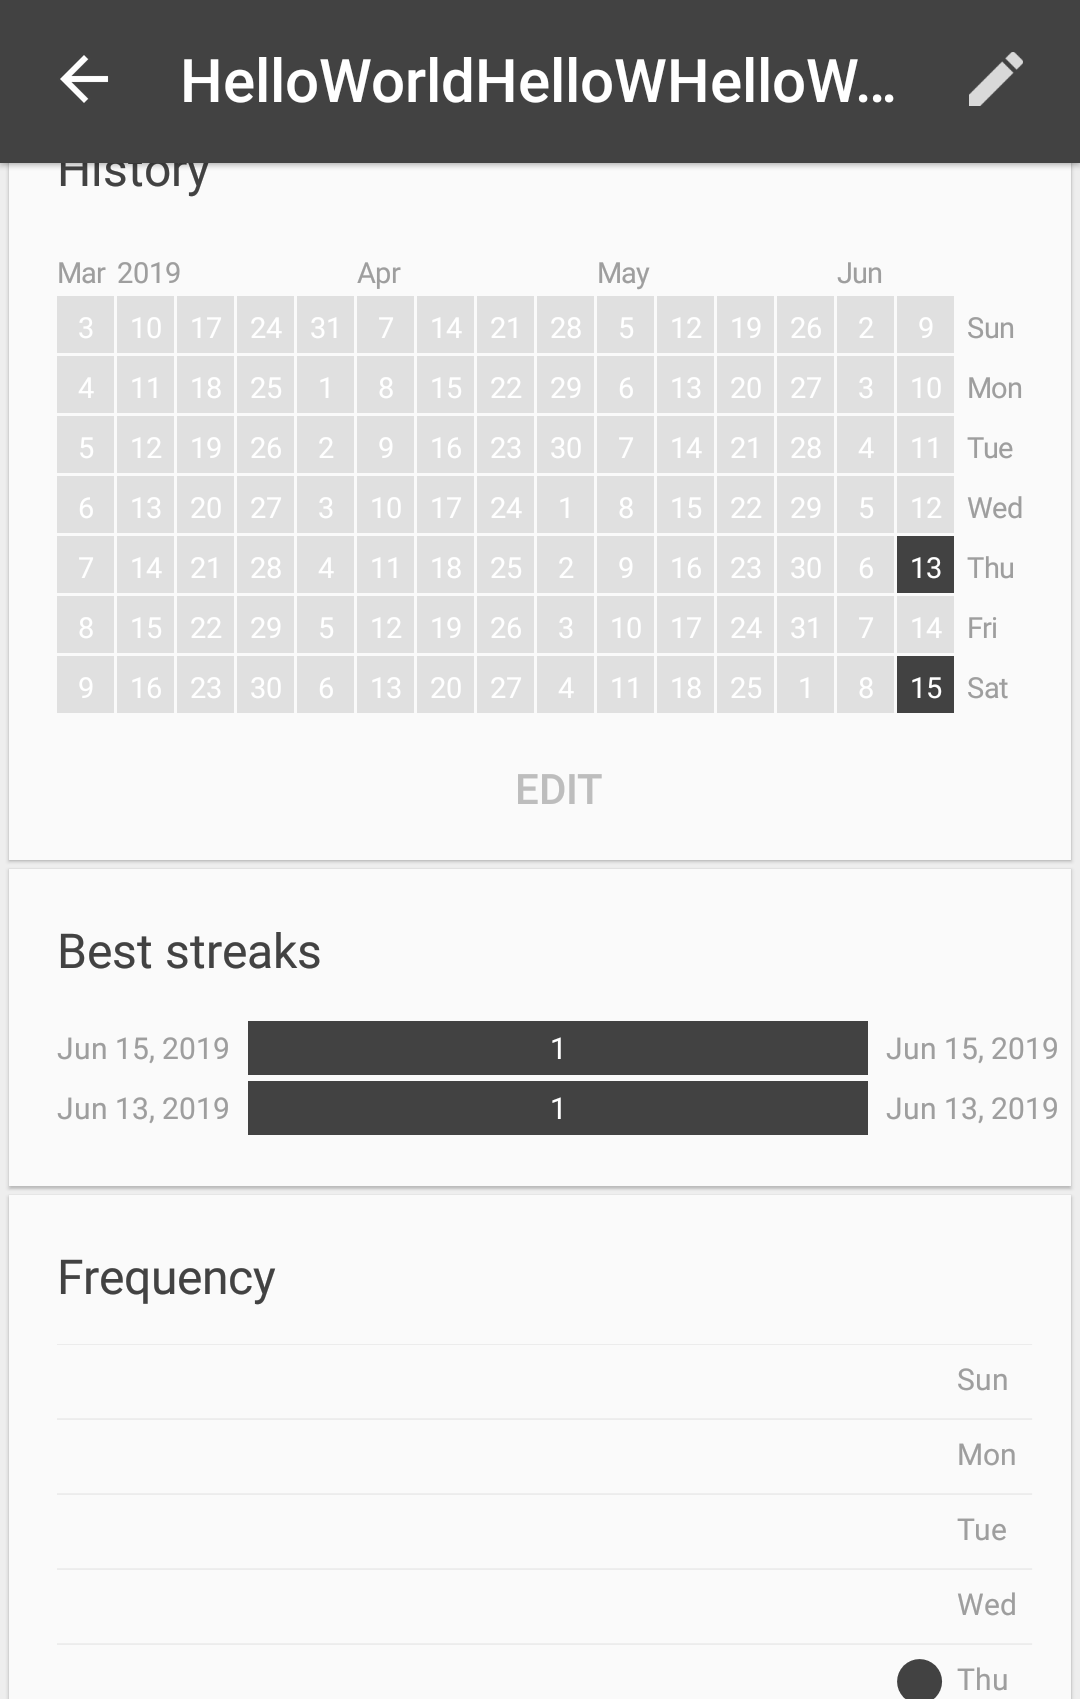 HelloWorldHelloWHelloW...
History
Mar 2019 Apr May Jun
3 10 17 24 31 7 14 21 28 5 12 19 26 2 9 Sun
4 11 18 25 1 8 15 22 29 6 13 20 27 3 10 Mon
5 12 19 26 2 9 16 23 30 7 14 21 28 4 11 Tue
6 13 20 27 3 10 17 24 1 8 15 22 29 5 12 Wed
7 14 21 28 4 11 18 25 2 9 16 23 30 6 13 Thu
8 15 22 29 5 12 19 26 3 10 17 24 31 7 14 Fri
9 16 23 30 6 13 20 27 4 11 18 25 1 8 15 Sat
EDIT
Best streaks
Jun 15, 2019 1 Jun 15, 2019
Jun 13, 2019 1 Jun 13, 2019
Frequency
Sun
Mon
Tue
Wed
Thu